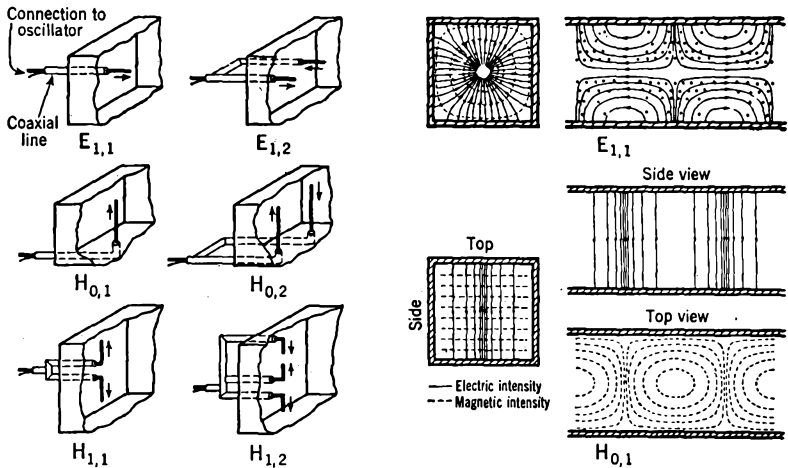 Connection to
oscillator
Coaxial
line
E1,1
E1,2
H0,1
H0,2
H1,1
H1,2
E1,1
Side view
Top
Side
Top view
Electric intensity
Magnetic intensity
H0,1